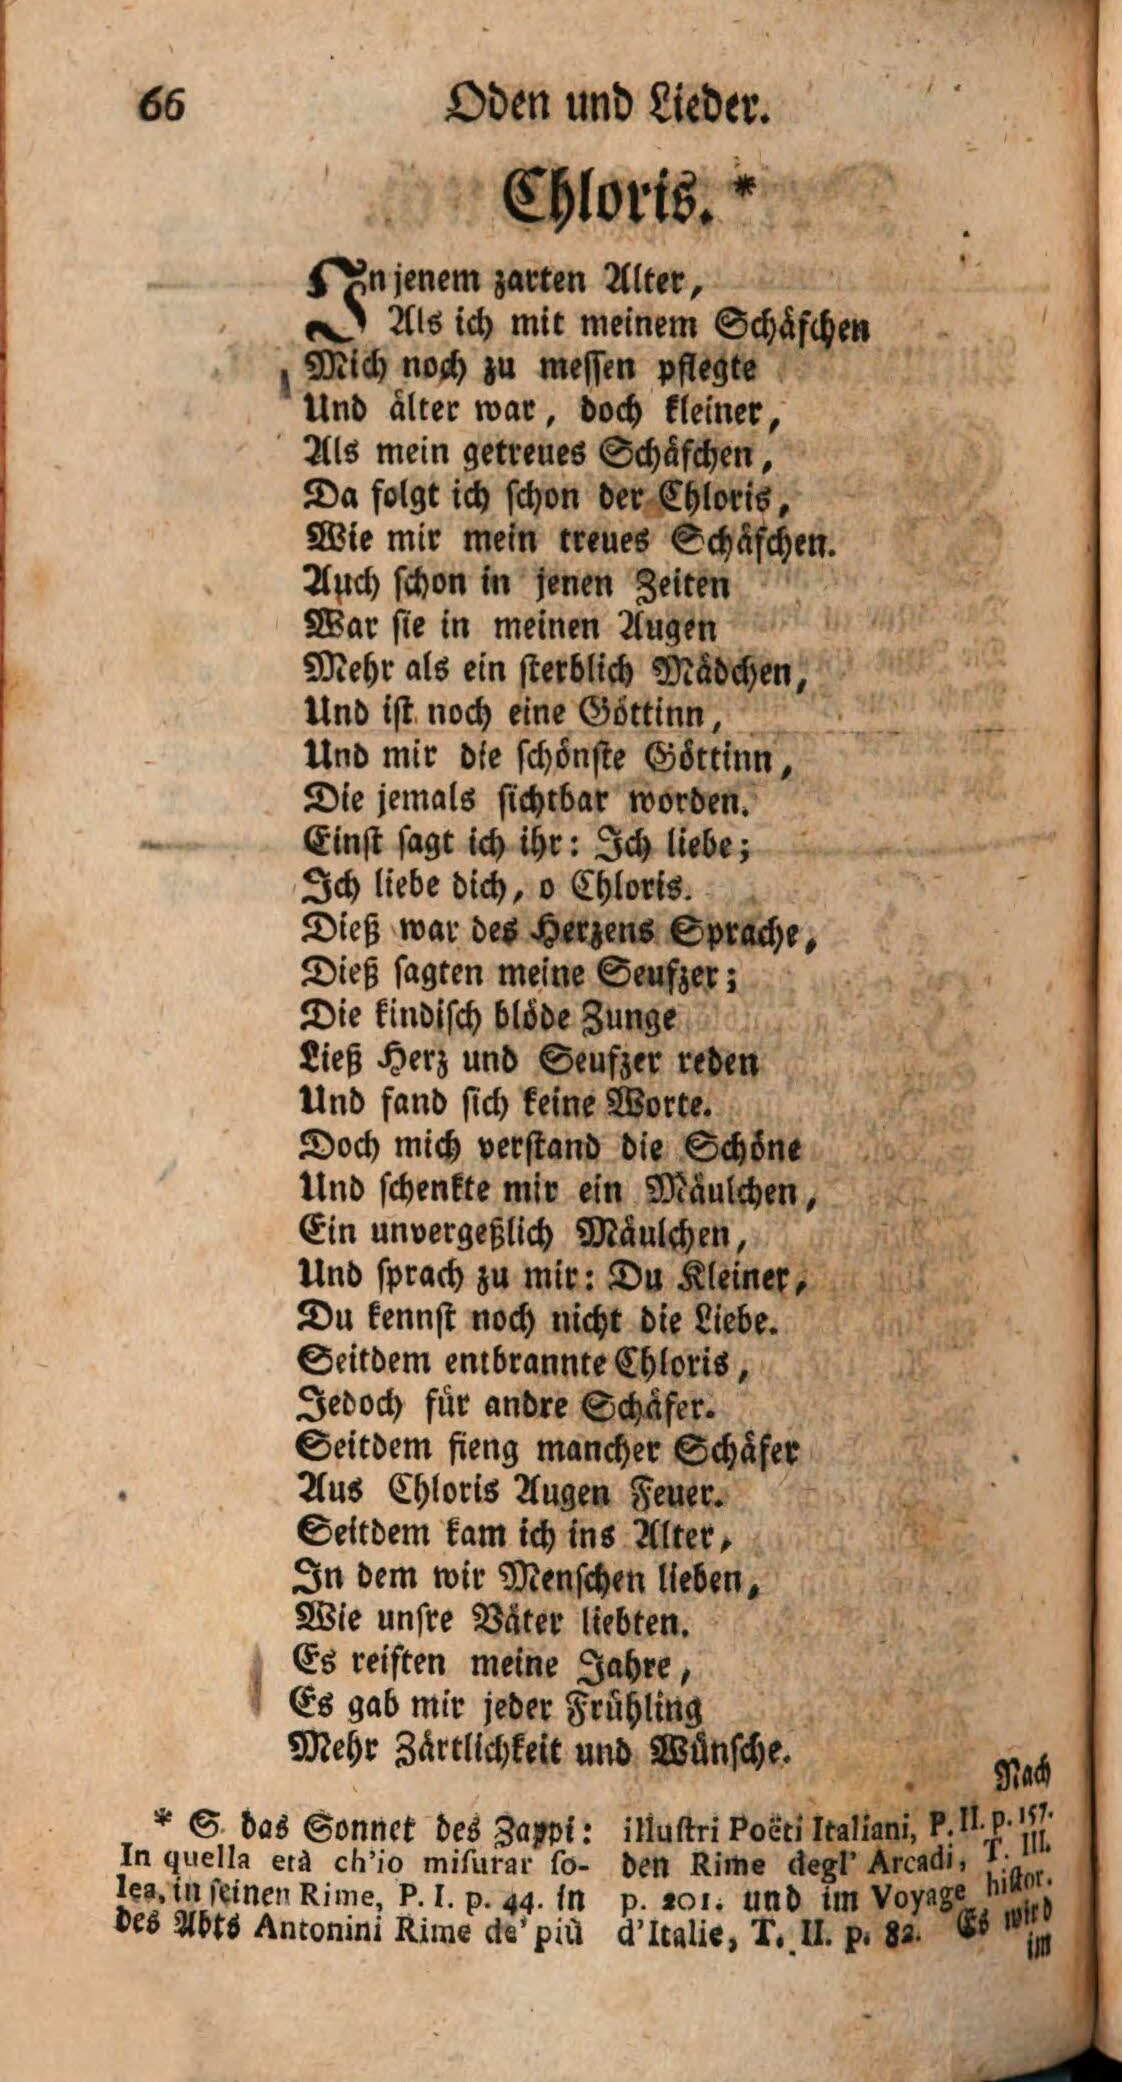 66 Oden und Lieder.
Chloris. *
In jenem zarten Alter,
Als ich mit meinem Schäfchen
Mich noch zu messen pflegte
Und älter war, doch kleiner,
Als mein getreues Schäfchen,
Da folgt ich schon der Chloris,
Wie mir mein treues Schäfchen.
Auch schon in jenen Zeiten
War sie in meinen Augen
Mehr als ein sterblich Mädchen,
Und ist noch eine Göttinn,
Und mir die schönste Göttinn,
Die jemals sichtbar worden.
Einst sagt ich ihr: Ich liebe;
Ich liebe dich, o Chloris.
Dieß war des Herzens Sprache,
Dieß sagten meine Seufzer;
Die kindisch blöde Zunge
Ließ Herz und Seufzer reden
Und fand sich keine Worte.
Doch mich verstand die Schöne
Und schenkte mir ein Mäulchen,
Ein unvergeßlich Mäulchen,
Und sprach zu mir: Du Kleiner,
Du kennst noch nicht die Liebe.
Seitdem entbrannte Chloris,
Jedoch für andre Schäfer.
Seitdem fieng mancher Schäfer
Aus Chloris Augen Feuer.
Seitdem kam ich ins Alter,
In dem wir Menschen lieben,
Wie unsre Väter liebten.
Es reiften meine Jahre,
Es gab mir jeder Frühling
Mehr Zärtlichkeit und Wünsche.
Nach
* S. das Sonnet des Zappi:
In quella età ch'io misurar so-
lea, in seinen Rime, P. I. p. 44. in
des Abts Antonini Rime de' più
illustri Poëti Italiani, P. II. p. 157.
den Rime degl' Arcadi, T. III.
p. 201. und im Voyage histor.
d'Italie, T. II. p. 82. Es wird
im